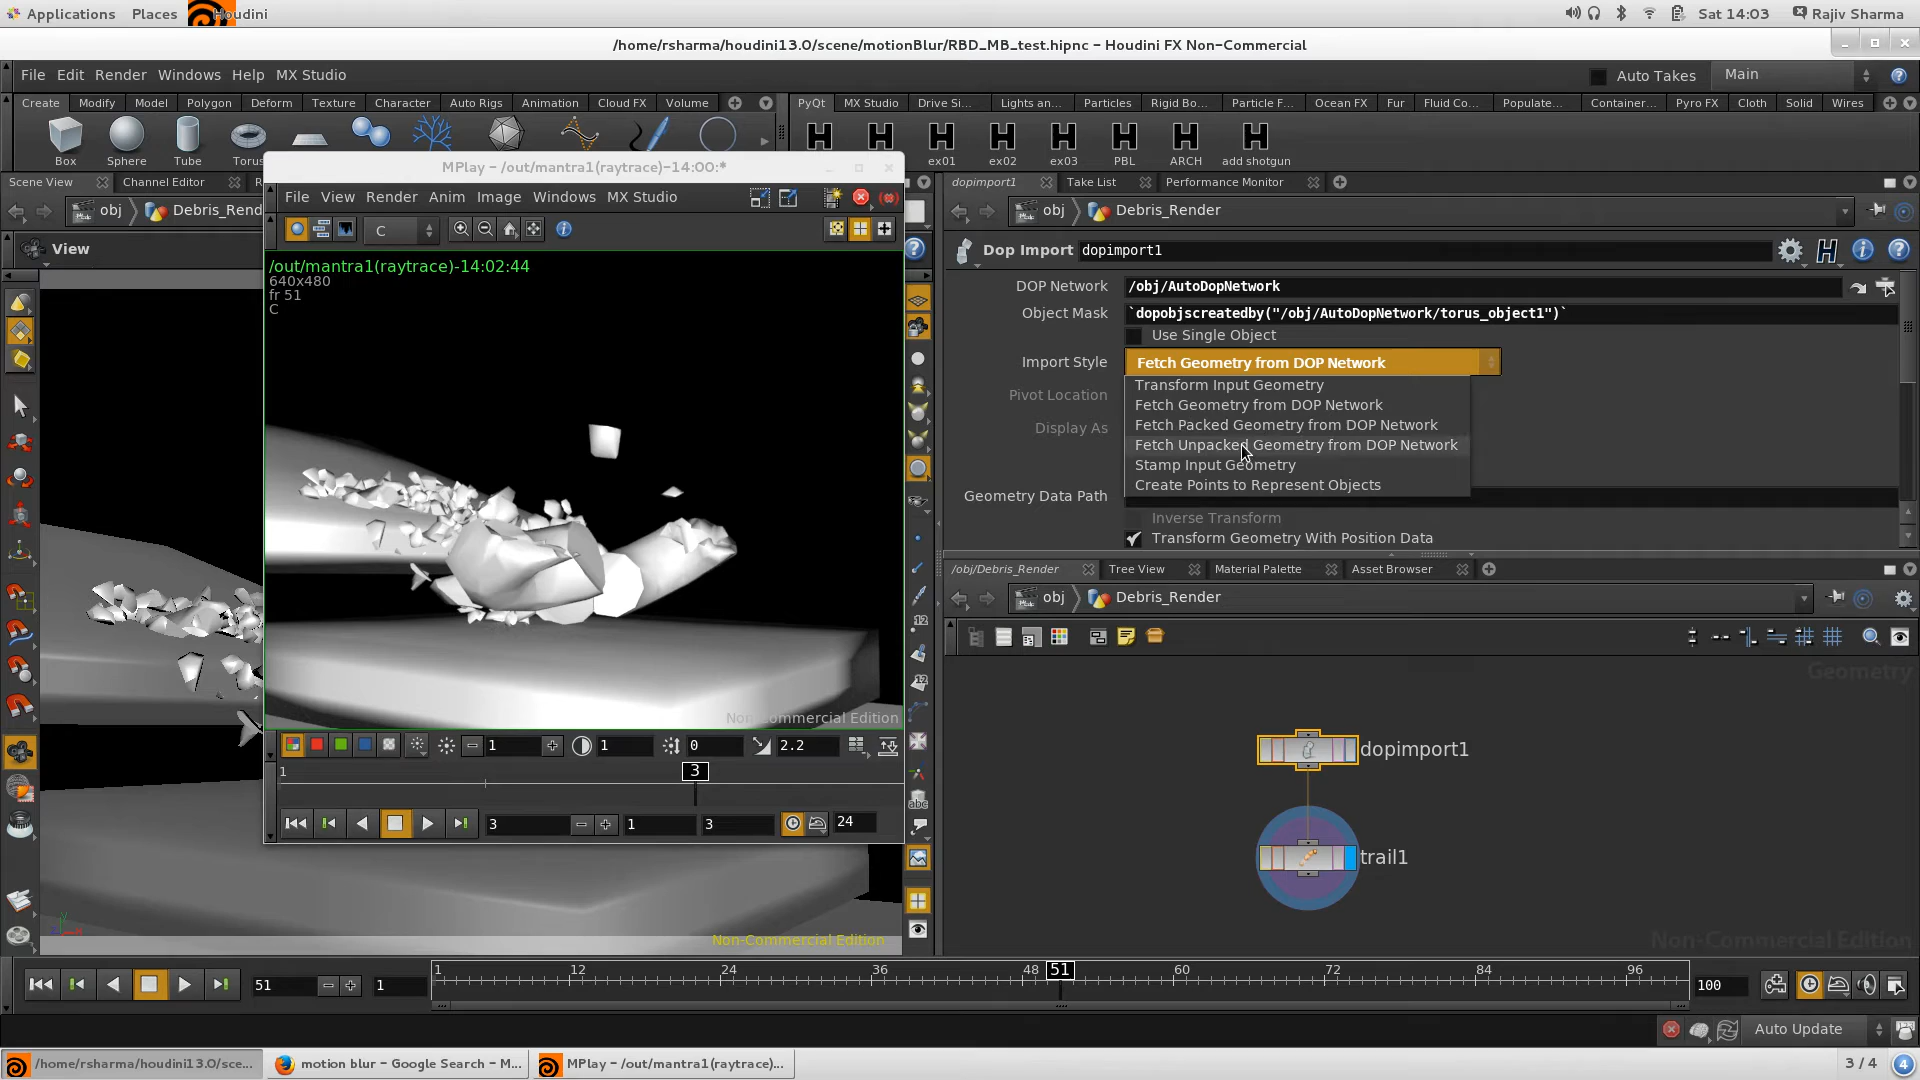 Applications Places Houdini Sat 14:03 Rajiv Sharma
/home/rsharma/houdini13.0/scene/motionBlur/RBD_MB_test.hipnc – Houdini FX Non-Commercial
File Edit Render Windows Help MX Studio Auto Takes Main
Create Modify Model Polygon Deform Texture Character Auto Rigs Animation Cloud FX Volume PyQt MX Studio Drive Si... Lights an... Particles Rigid Bo... Particle F... Ocean FX Fur Fluid Co... Populate... Container... Pyro FX Cloth Solid Wires
Box Sphere Tube Torus ex01 ex02 ex03 PBL ARCH add shotgun
MPlay – /out/mantra1(raytrace)–14:00:*
Scene View Channel Editor R dopimport1 Take List Performance Monitor
File View Render Anim Image Windows MX Studio
obj Debris_Rend obj Debris_Render
C
View Dop Import dopimport1
/out/mantra1(raytrace)-14:02:44
640x480
fr 51
C
DOP Network /obj/AutoDopNetwork
Object Mask `dopobjscreatedby("/obj/AutoDopNetwork/torus_object1")`
Use Single Object
Import Style Fetch Geometry from DOP Network
Transform Input Geometry
Pivot Location Fetch Geometry from DOP Network
Display As Fetch Packed Geometry from DOP Network
Fetch Unpacked Geometry from DOP Network
Stamp Input Geometry
Create Points to Represent Objects
Geometry Data Path
Inverse Transform
Transform Geometry With Position Data
/obj/Debris_Render Tree View Material Palette Asset Browser
obj Debris_Render
Geometry
Non-Commercial Edition
1 1 0 2.2
dopimport1
1 3
3 1 3 24
trail1
Non-Commercial Edition
Non-Commercial Edition
51 1 1 12 24 36 48 51 60 72 84 96 100
Auto Update
/home/rsharma/houdini13.0/sce... motion blur – Google Search – M... MPlay – /out/mantra1(raytrace)... 3 / 4 4